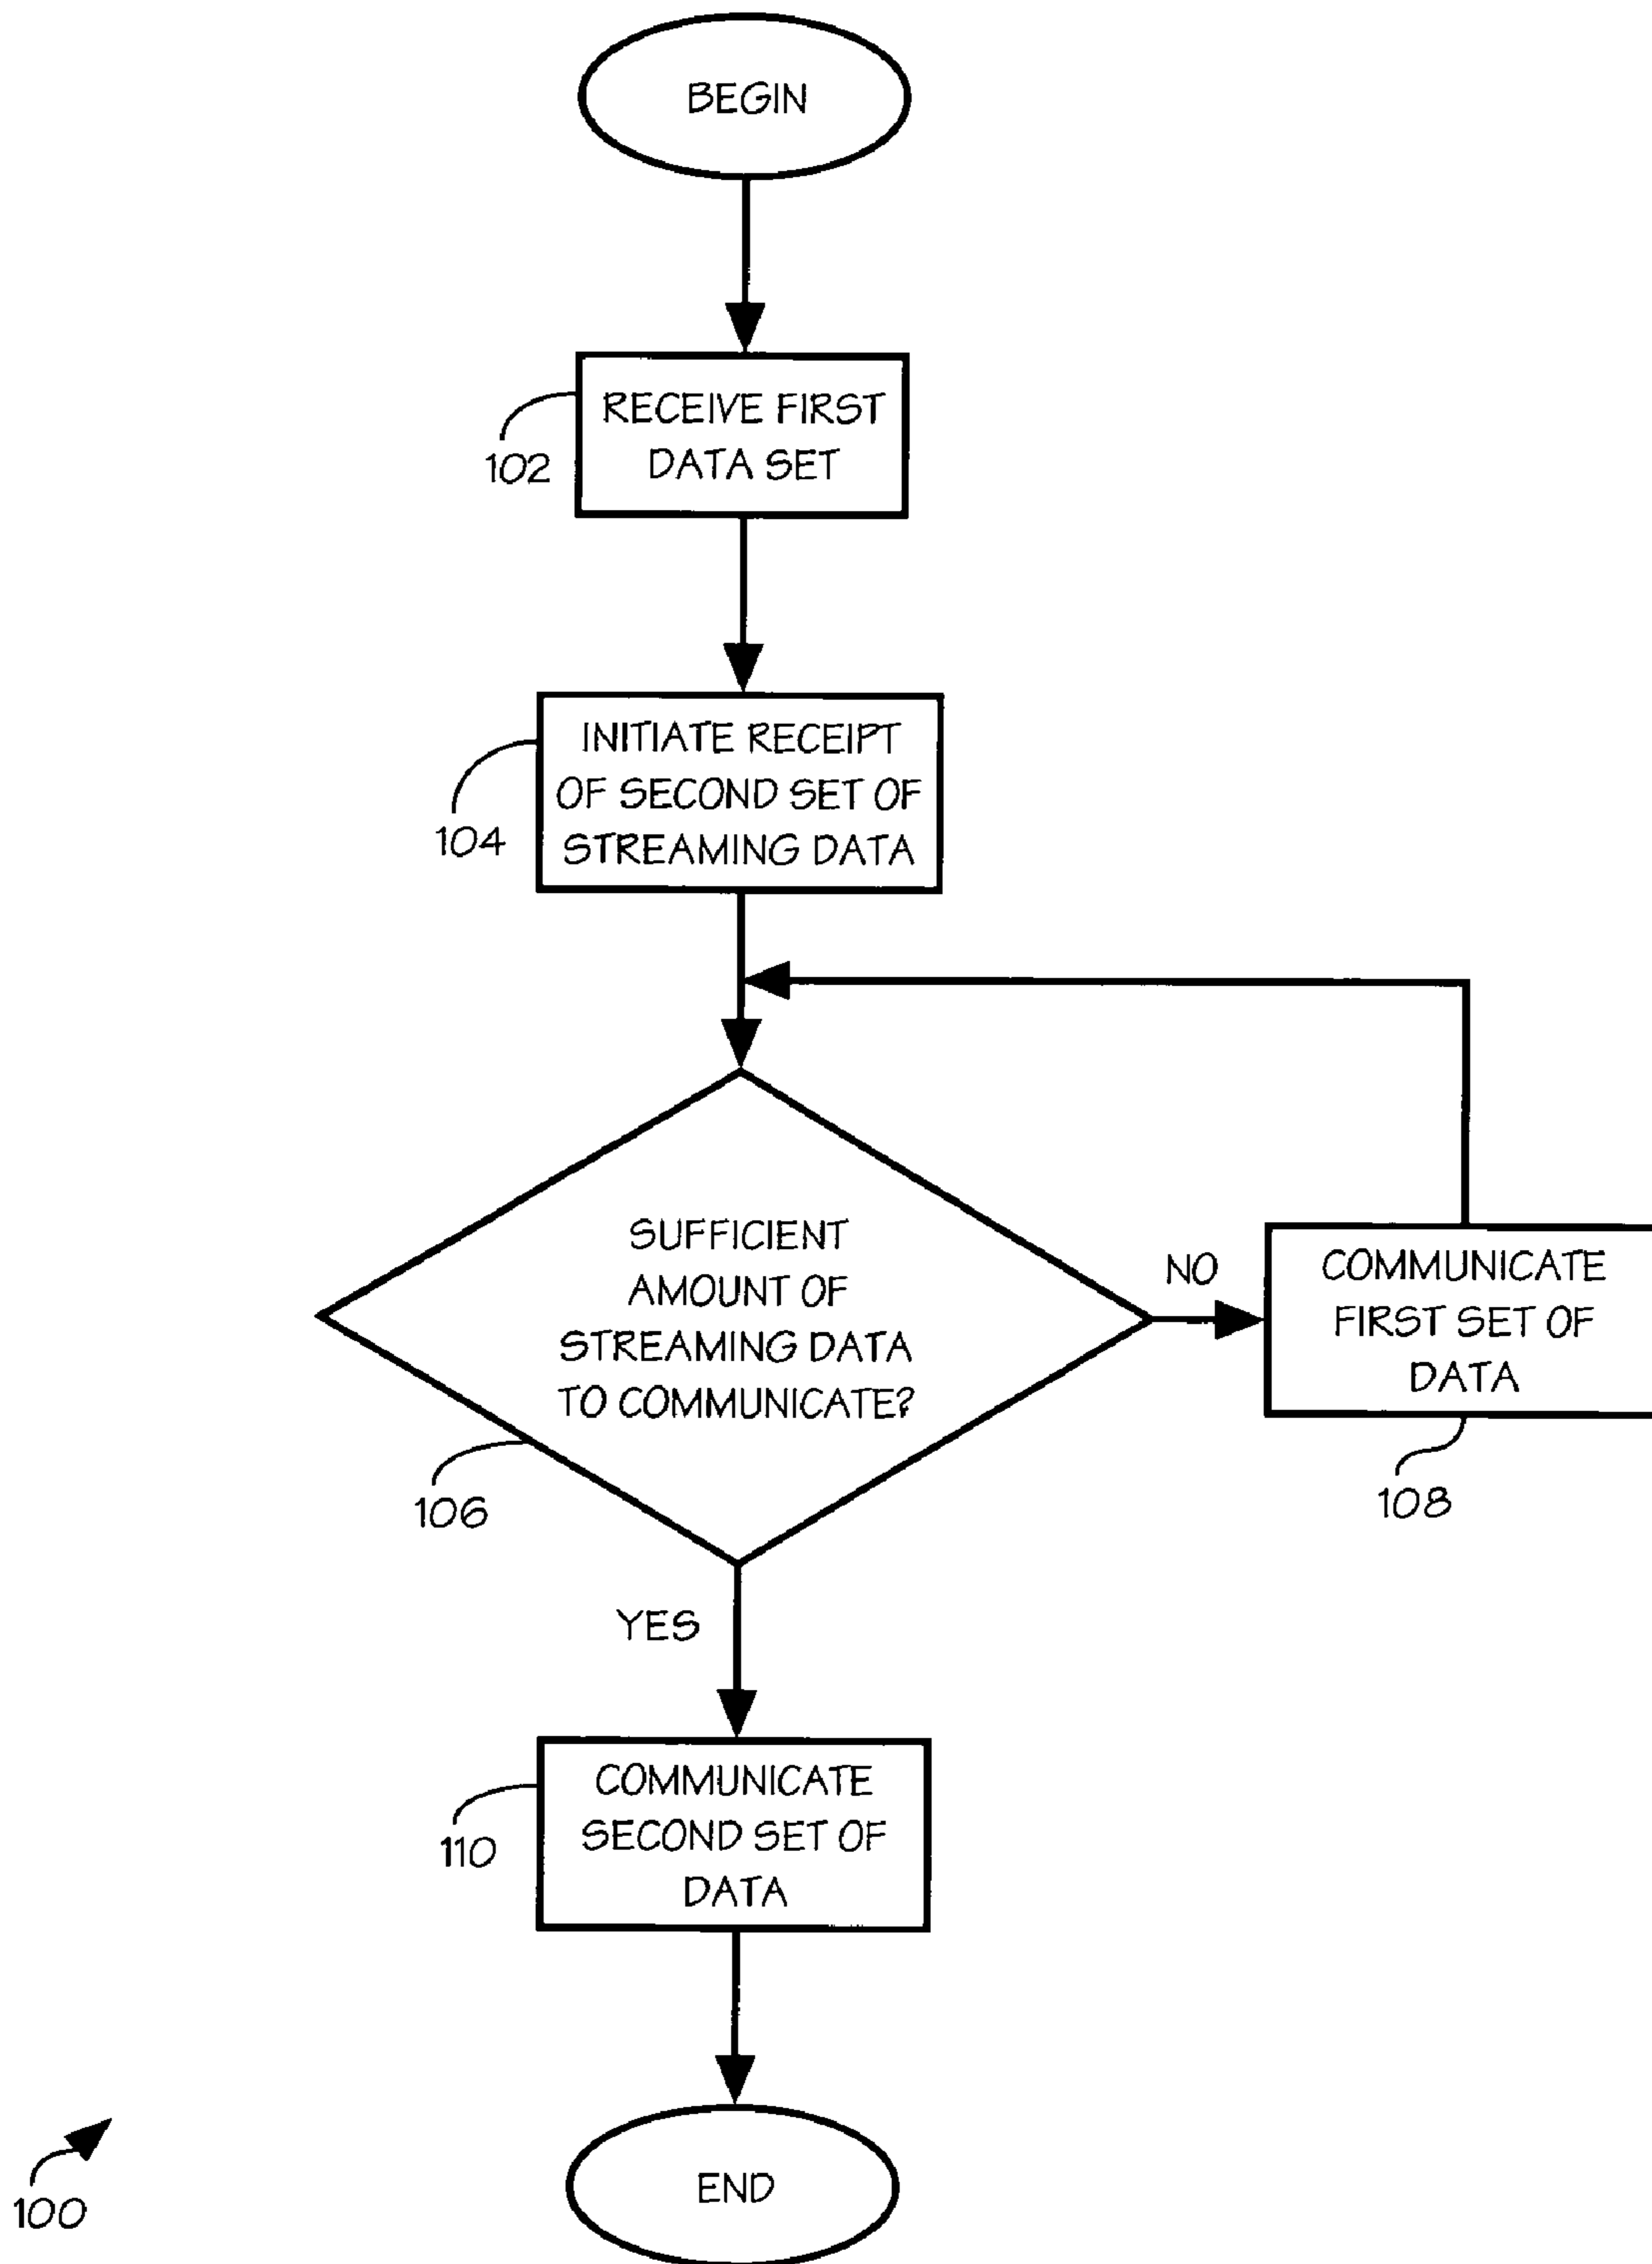 BEGIN
RECEIVE FIRST
DATA SET
102
INITIATE RECEIPT
OF SECOND SET OF
STREAMING DATA
104
SUFFICIENT
AMOUNT OF
STREAMING DATA
TO COMMUNICATE?
106
NO
COMMUNICATE
FIRST SET OF
DATA
108
YES
COMMUNICATE
SECOND SET OF
DATA
110
END
100